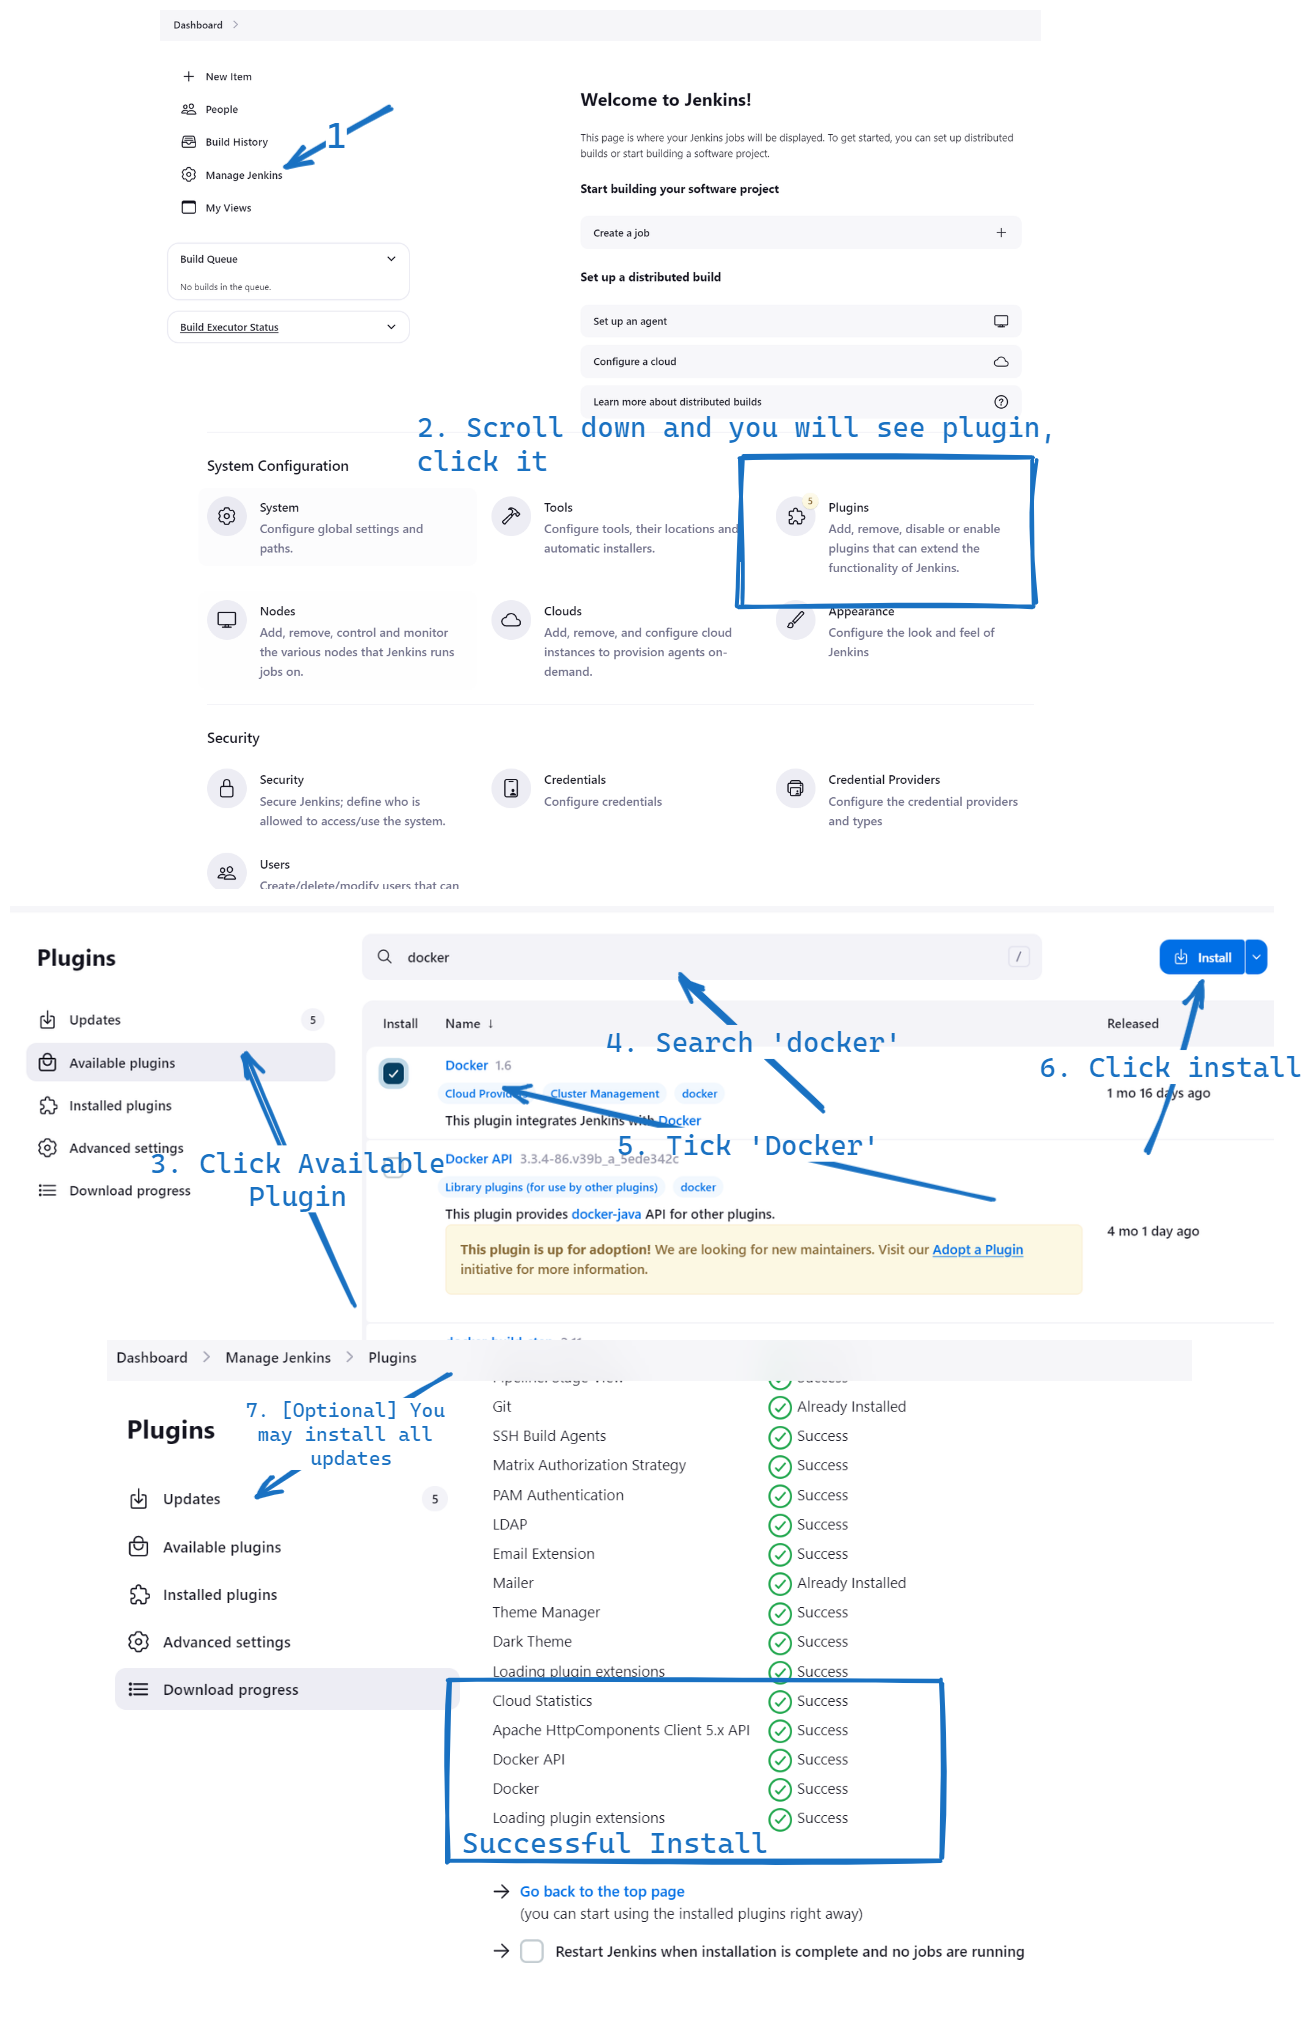 Dashboard
New Item
People
Build History
1
Manage Jenkins
My Views
Build Queue
No builds in the queue.
Build Executor Status
Welcome to Jenkins!
This page is where your Jenkins jobs will be displayed. To get started, you can set up distributed
builds or start building a software project.
Start building your software project
Create a job
Set up a distributed build
Set up an agent
Configure a cloud
Learn more about distributed builds
2. Scroll down and you will see plugin,
click it
System Configuration
System
Configure global settings and
paths.
Tools
Configure tools, their locations and
automatic installers.
5
Plugins
Add, remove, disable or enable
plugins that can extend the
functionality of Jenkins.
Nodes
Add, remove, control and monitor
the various nodes that Jenkins runs
jobs on.
Clouds
Add, remove, and configure cloud
instances to provision agents on-
demand.
Appearance
Configure the look and feel of
Jenkins
Security
Security
Secure Jenkins; define who is
allowed to access/use the system.
Credentials
Configure credentials
Credential Providers
Configure the credential providers
and types
Users
Create/delete/modify users that can
Plugins
Updates 5
Available plugins
Installed plugins
Advanced settings
Download progress
3. Click Available
Plugin
docker /
Install
Install Name ↓ Released
4. Search 'docker'
6. Click install
Docker 1.6
Cloud Providers Cluster Management docker
1 mo 16 days ago
This plugin integrates Jenkins with Docker
5. Tick 'Docker'
Docker API 3.3.4-86.v39b_a_5ede342c
Library plugins (for use by other plugins) docker
This plugin provides docker-java API for other plugins.
4 mo 1 day ago
This plugin is up for adoption! We are looking for new maintainers. Visit our Adopt a Plugin
initiative for more information.
Dashboard Manage Jenkins Plugins
7. [Optional] You
may install all
updates
Plugins
Updates 5
Available plugins
Installed plugins
Advanced settings
Download progress
Pipeline: Stage View Success
Git Already Installed
SSH Build Agents Success
Matrix Authorization Strategy Success
PAM Authentication Success
LDAP Success
Email Extension Success
Mailer Already Installed
Theme Manager Success
Dark Theme Success
Loading plugin extensions Success
Cloud Statistics Success
Apache HttpComponents Client 5.x API Success
Docker API Success
Docker Success
Loading plugin extensions Success
Successful Install
Go back to the top page
(you can start using the installed plugins right away)
Restart Jenkins when installation is complete and no jobs are running